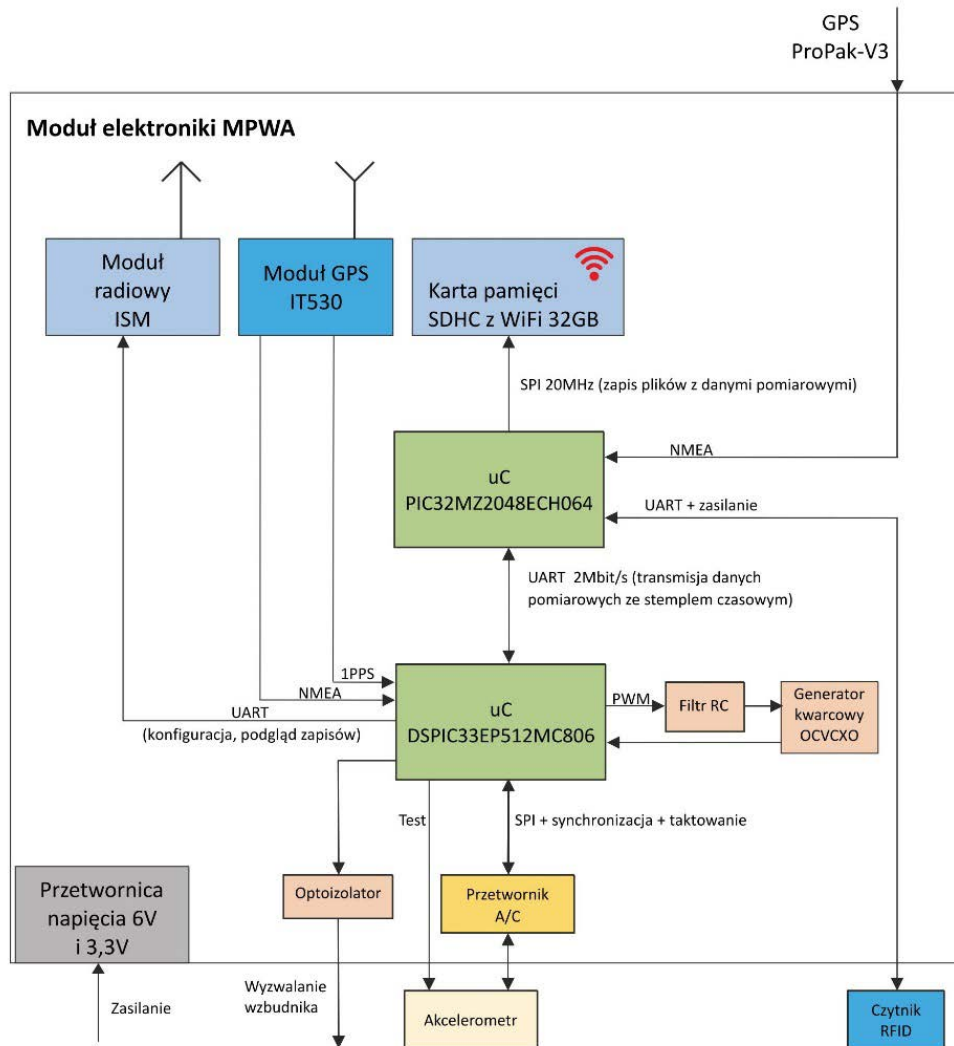 GPS
ProPak-V3
Moduł elektroniki MPWA
Moduł
radiowy
ISM
Moduł GPS
IT530
Karta pamięci
SDHC z WiFi 32GB
SPI 20MHz (zapis plików z danymi pomiarowymi)
NMEA
uC
PIC32MZ2048ECH064
UART + zasilanie
UART 2Mbit/s (transmisja danych
pomiarowych ze stemplem czasowym)
1PPS
NMEA
UART
(konfiguracja, podgląd zapisów)
uC
DSPIC33EP512MC806
PWM
Filtr RC
Generator
kwarcowy
OCVCXO
Test
SPI + synchronizacja + taktowanie
Optoizolator
Przetwornik
A/C
Przetwornica
napięcia 6V
i 3,3V
Zasilanie
Wyzwalanie
wzbudnika
Akcelerometr
Czytnik
RFID